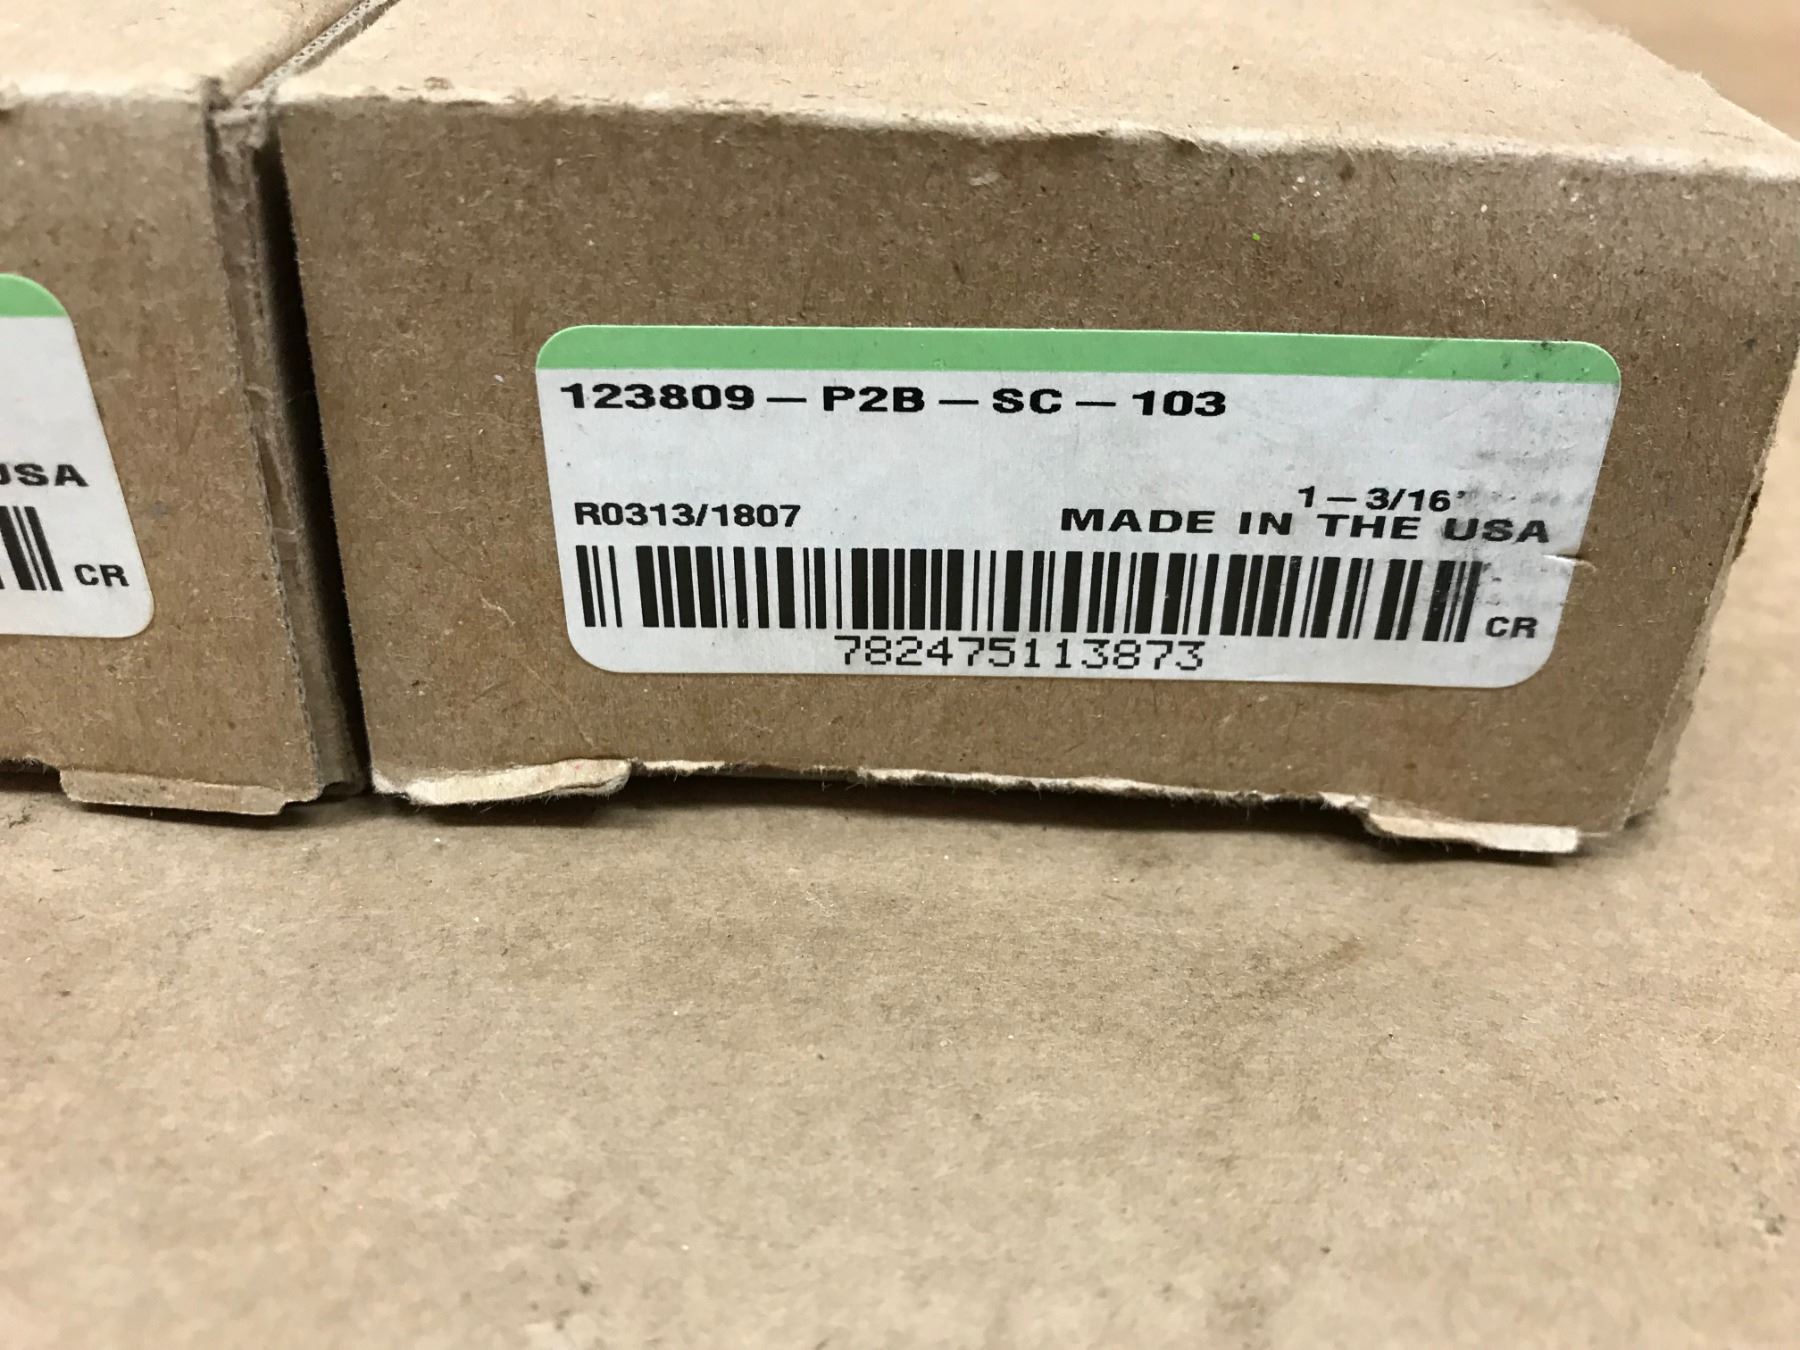 123809-P2B-SC-103
1-3/16"
R0313/1807 MADE IN THE USA
CR
782475113873
USA
CR